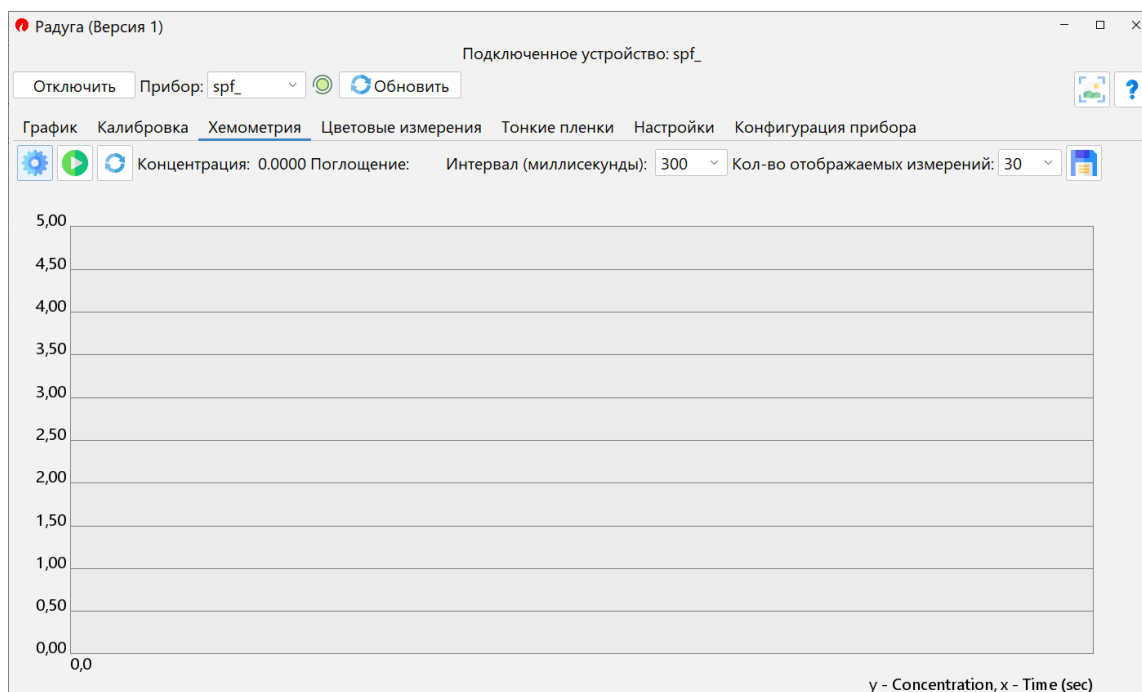 Радуга (Версия 1)
Подключенное устройство: spf_
Отключить Прибор: spf_ Обновить ?
График Калибровка Хемометрия Цветовые измерения Тонкие пленки Настройки Конфигурация прибора
Концентрация: 0.0000 Поглощение: Интервал (миллисекунды): 300 Кол-во отображаемых измерений: 30
5,00
4,50
4,00
3,50
3,00
2,50
2,00
1,50
1,00
0,50
0,00
0,0
y - Concentration, x - Time (sec)